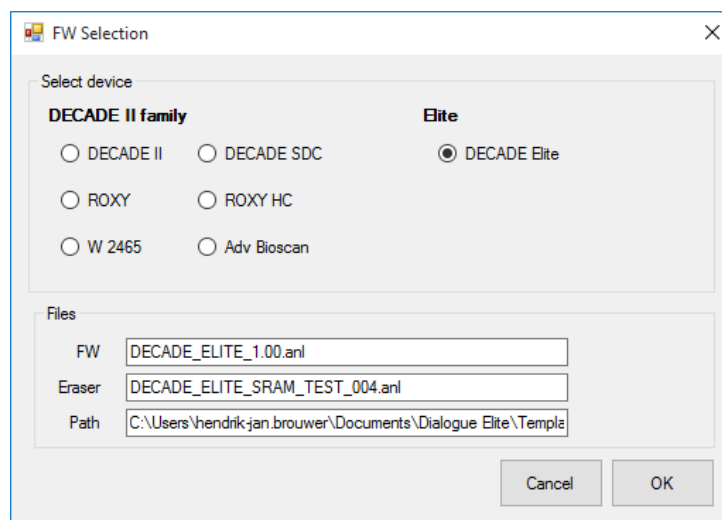 FW Selection
Select device
DECADE II family
Elite
DECADE II
DECADE SDC
DECADE Elite
ROXY
ROXY HC
W 2465
Adv Bioscan
Files
FW
DECADE_ELITE_1.00.anl
Eraser
DECADE_ELITE_SRAM_TEST_004.anl
Path
C:\Users\hendrik-jan.brouwer\Documents\Dialogue Elite\Templa
Cancel
OK